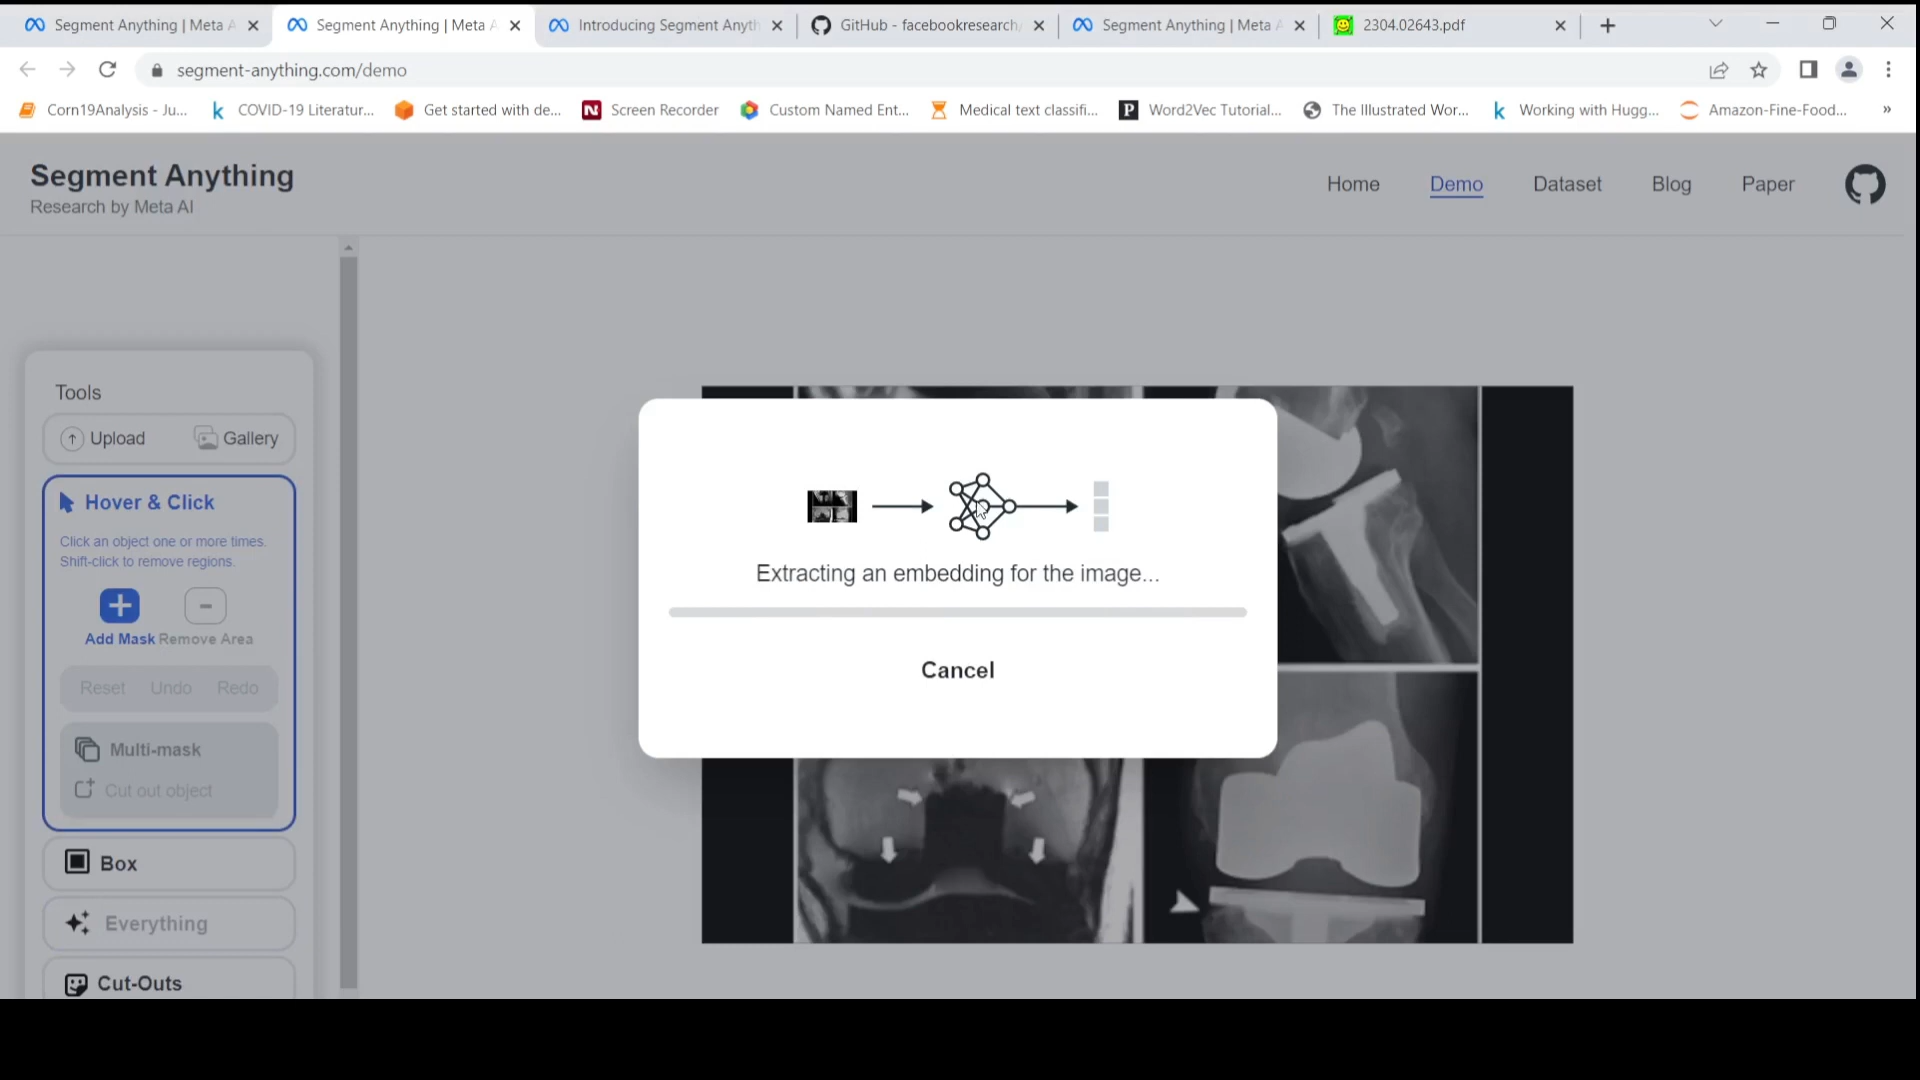 Segment Anything | Meta A
Segment Anything | Meta A
Introducing Segment Anyth
GitHub - facebookresearch
Segment Anything | Meta A
2304.02643.pdf
segment-anything.com/demo
Corn19Analysis - Ju...
COVID-19 Literatur...
Get started with de...
Screen Recorder
Custom Named Ent...
Medical text classifi...
Word2Vec Tutorial...
The Illustrated Wor...
Working with Hugg...
Amazon-Fine-Food...
»
Segment Anything
Research by Meta AI
Home
Demo
Dataset
Blog
Paper
Tools
Upload
Gallery
Hover & Click
Click an object one or more times.
Shift-click to remove regions.
Add Mask
Remove Area
Reset
Undo
Redo
Multi-mask
Cut out object
Box
Everything
Cut-Outs
Extracting an embedding for the image...
Cancel